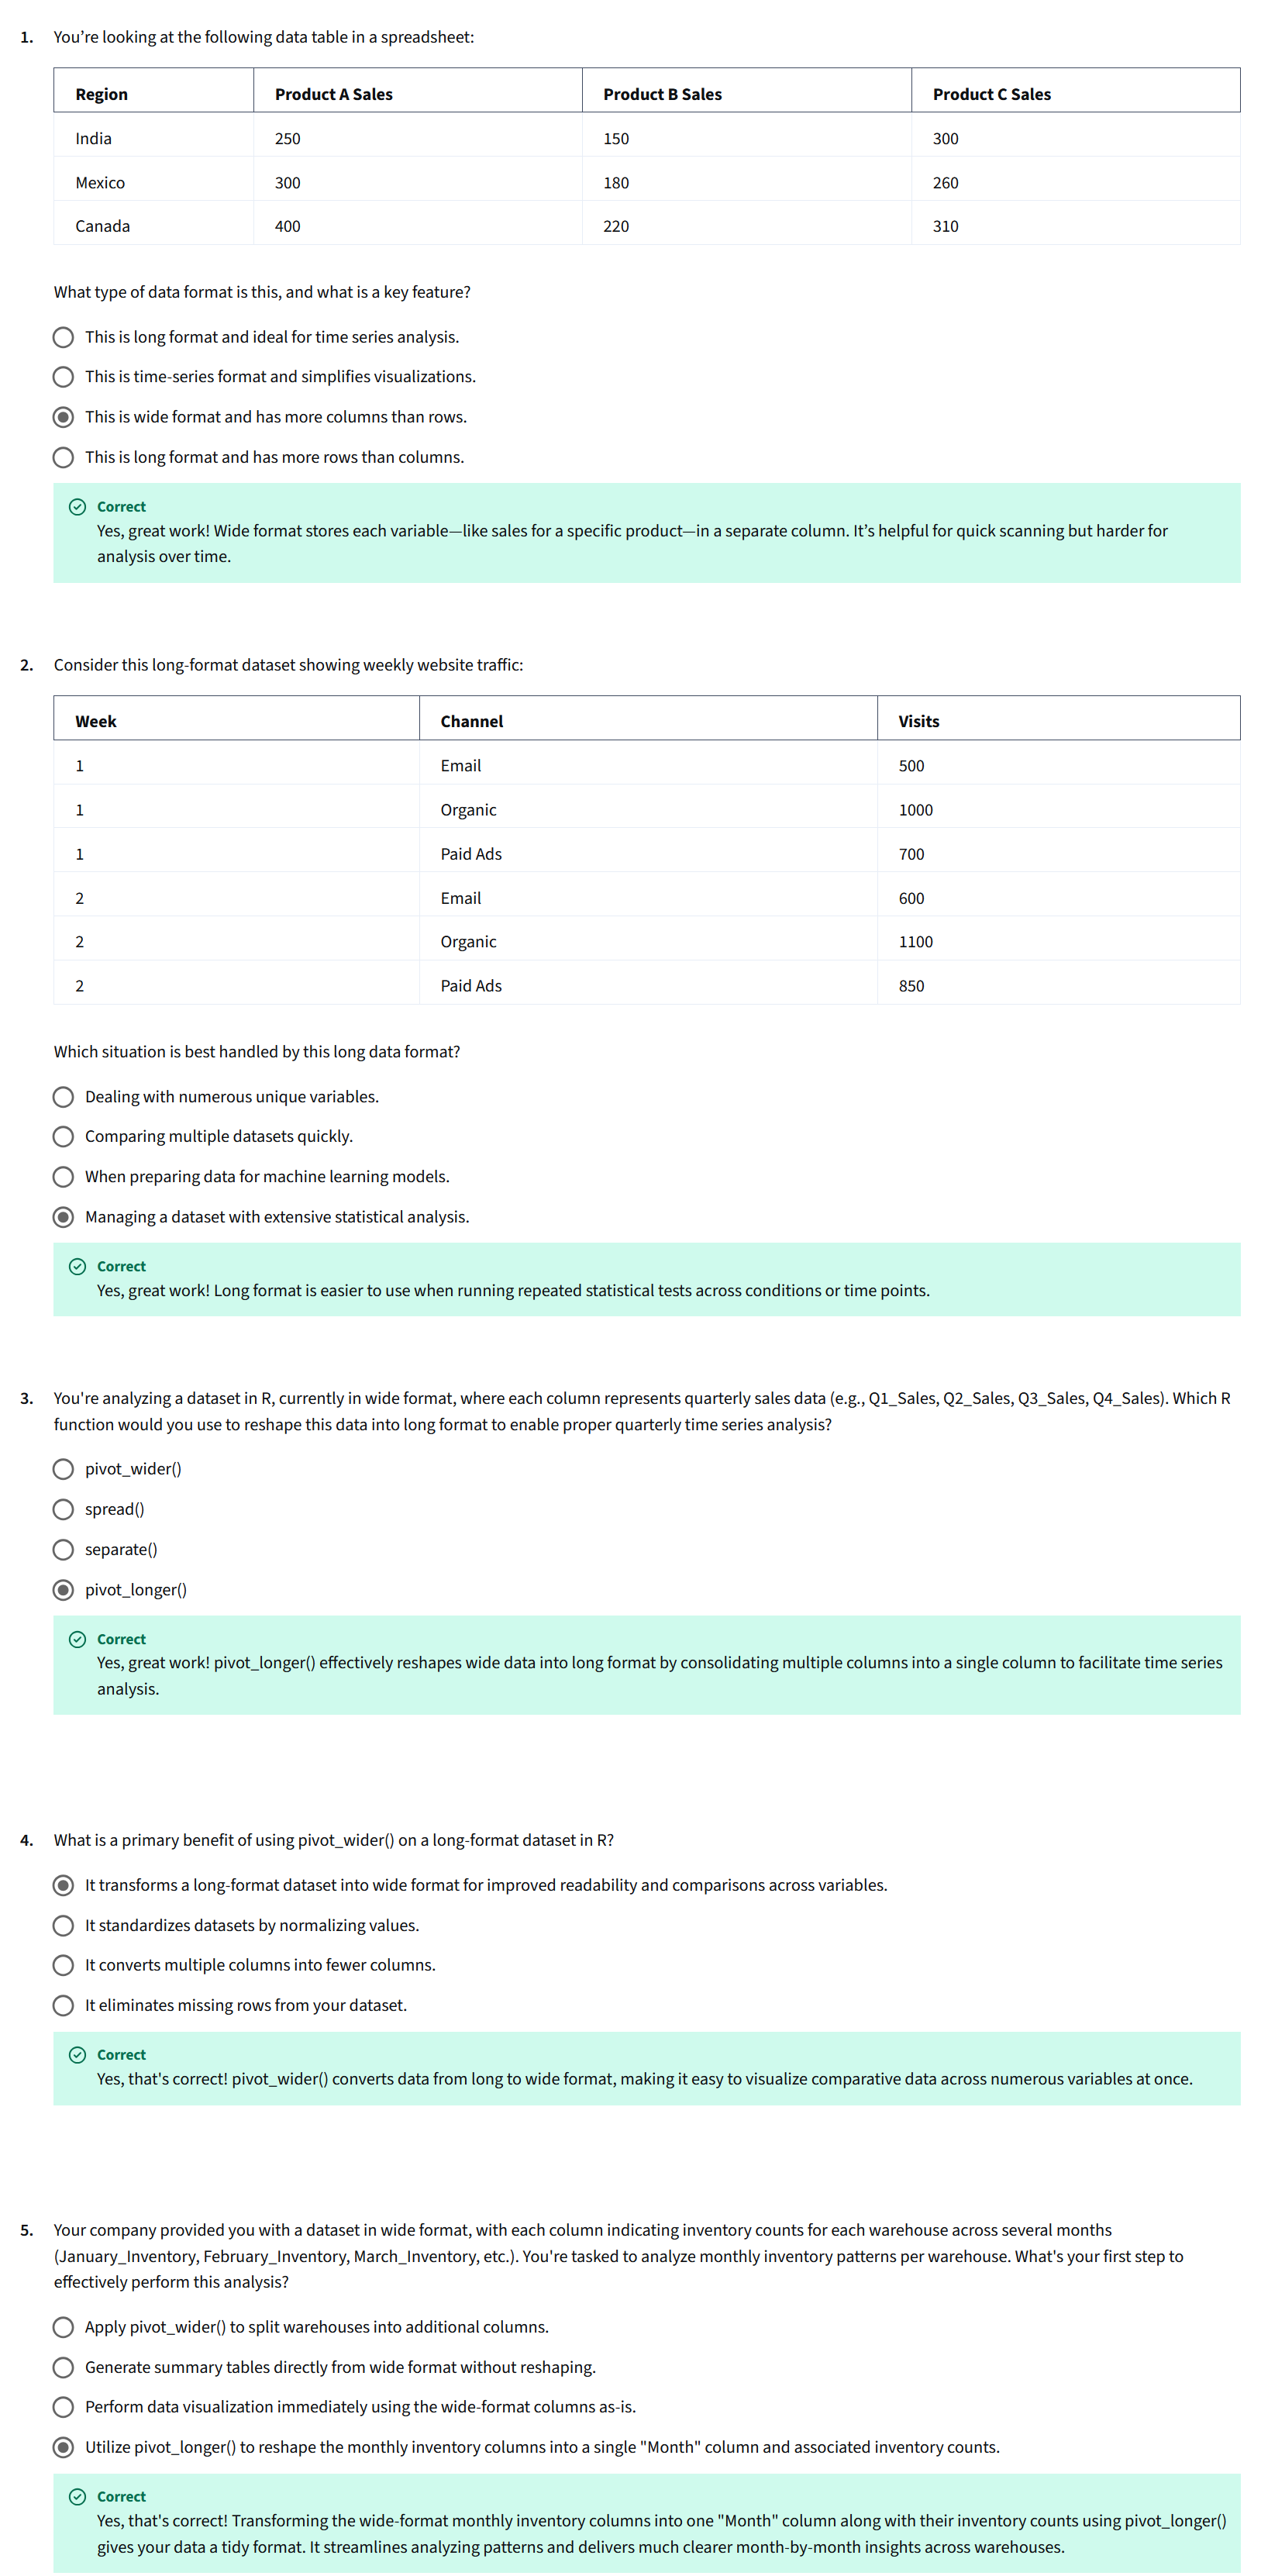 1. You’re looking at the following data table in a spreadsheet:
Region Product A Sales Product B Sales Product C Sales
India 250 150 300
Mexico 300 180 260
Canada 400 220 310
What type of data format is this, and what is a key feature?
This is long format and ideal for time series analysis.
This is time-series format and simplifies visualizations.
This is wide format and has more columns than rows.
This is long format and has more rows than columns.
Correct
Yes, great work! Wide format stores each variable—like sales for a specific product—in a separate column. It’s helpful for quick scanning but harder for
analysis over time.
2. Consider this long-format dataset showing weekly website traffic:
Week Channel Visits
1 Email 500
1 Organic 1000
1 Paid Ads 700
2 Email 600
2 Organic 1100
2 Paid Ads 850
Which situation is best handled by this long data format?
Dealing with numerous unique variables.
Comparing multiple datasets quickly.
When preparing data for machine learning models.
Managing a dataset with extensive statistical analysis.
Correct
Yes, great work! Long format is easier to use when running repeated statistical tests across conditions or time points.
3. You're analyzing a dataset in R, currently in wide format, where each column represents quarterly sales data (e.g., Q1_Sales, Q2_Sales, Q3_Sales, Q4_Sales). Which R
function would you use to reshape this data into long format to enable proper quarterly time series analysis?
pivot_wider()
spread()
separate()
pivot_longer()
Correct
Yes, great work! pivot_longer() effectively reshapes wide data into long format by consolidating multiple columns into a single column to facilitate time series
analysis.
4. What is a primary benefit of using pivot_wider() on a long-format dataset in R?
It transforms a long-format dataset into wide format for improved readability and comparisons across variables.
It standardizes datasets by normalizing values.
It converts multiple columns into fewer columns.
It eliminates missing rows from your dataset.
Correct
Yes, that's correct! pivot_wider() converts data from long to wide format, making it easy to visualize comparative data across numerous variables at once.
5. Your company provided you with a dataset in wide format, with each column indicating inventory counts for each warehouse across several months
(January_Inventory, February_Inventory, March_Inventory, etc.). You're tasked to analyze monthly inventory patterns per warehouse. What's your first step to
effectively perform this analysis?
Apply pivot_wider() to split warehouses into additional columns.
Generate summary tables directly from wide format without reshaping.
Perform data visualization immediately using the wide-format columns as-is.
Utilize pivot_longer() to reshape the monthly inventory columns into a single "Month" column and associated inventory counts.
Correct
Yes, that's correct! Transforming the wide-format monthly inventory columns into one "Month" column along with their inventory counts using pivot_longer()
gives your data a tidy format. It streamlines analyzing patterns and delivers much clearer month-by-month insights across warehouses.